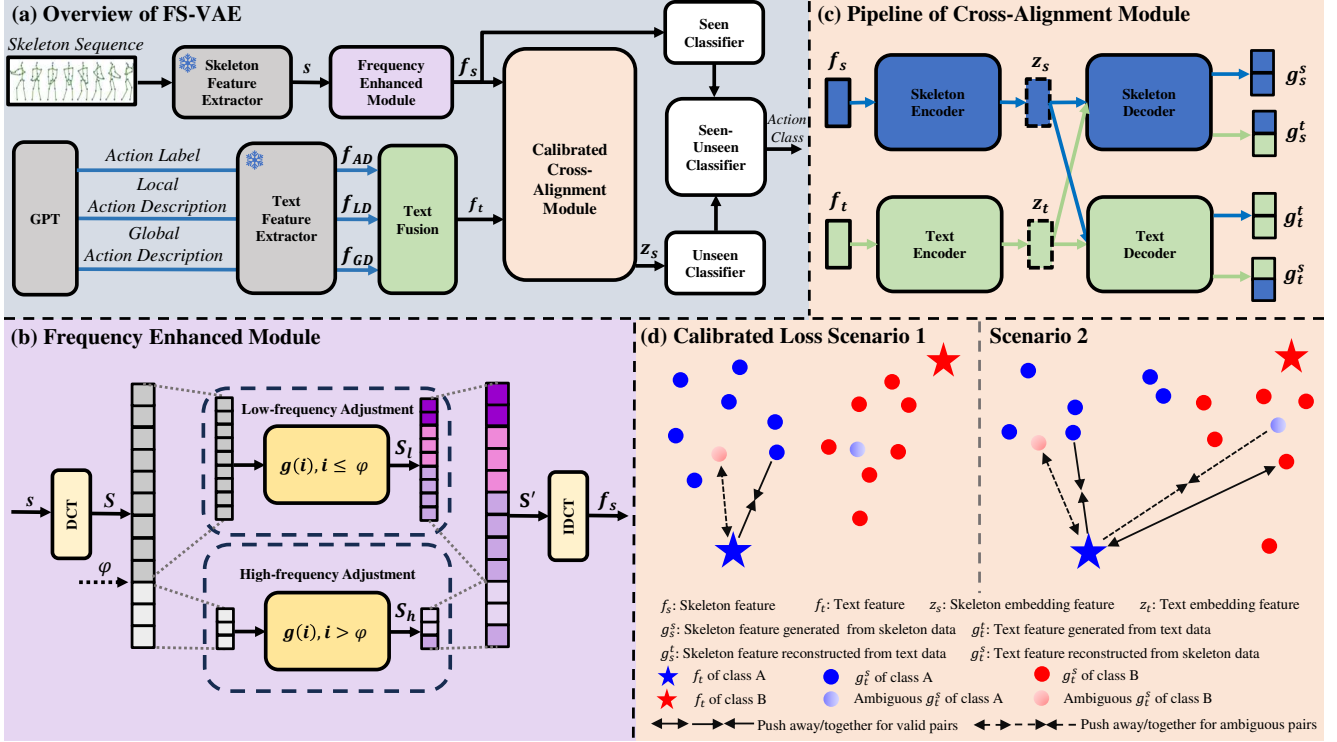 (a) Overview of FS-VAE
Skeleton Sequence
Skeleton
Feature
Extractor
s
Frequency
Enhanced
Module
f_s
Seen
Classifier
GPT
Action Label
Local
Action Description
Global
Action Description
Text
Feature
Extractor
f_AD
f_LD
f_GD
Text
Fusion
f_t
Calibrated
Cross-
Alignment
Module
z_s
Seen-
Unseen
Classifier
Action
Class
Unseen
Classifier
(c) Pipeline of Cross-Alignment Module
f_s
Skeleton
Encoder
z_s
Skeleton
Decoder
g_s^s
g_s^t
f_t
Text
Encoder
z_t
Text
Decoder
g_t^t
g_t^s
(b) Frequency Enhanced Module
s
DCT
S
φ
Low-frequency Adjustment
g(i), i ≤ φ
S_l
High-frequency Adjustment
g(i), i > φ
S_h
S′
IDCT
f_s
(d) Calibrated Loss Scenario 1
Scenario 2
f_s: Skeleton feature f_t: Text feature z_s: Skeleton embedding feature z_t: Text embedding feature
g_s^s: Skeleton feature generated from skeleton data g_t^t: Text feature generated from text data
g_s^t: Skeleton feature reconstructed from text data g_t^s: Text feature reconstructed from skeleton data
f_t of class A g_t^s of class A g_t^s of class B
f_t of class B Ambiguous g_t^s of class A Ambiguous g_t^s of class B
Push away/together for valid pairs Push away/together for ambiguous pairs